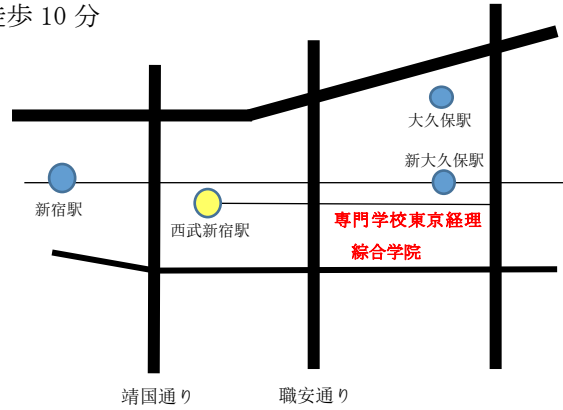 徒歩 10 分
大久保駅
新大久保駅
新宿駅
西武新宿駅
専門学校東京経理
綜合学院
靖国通り
職安通り